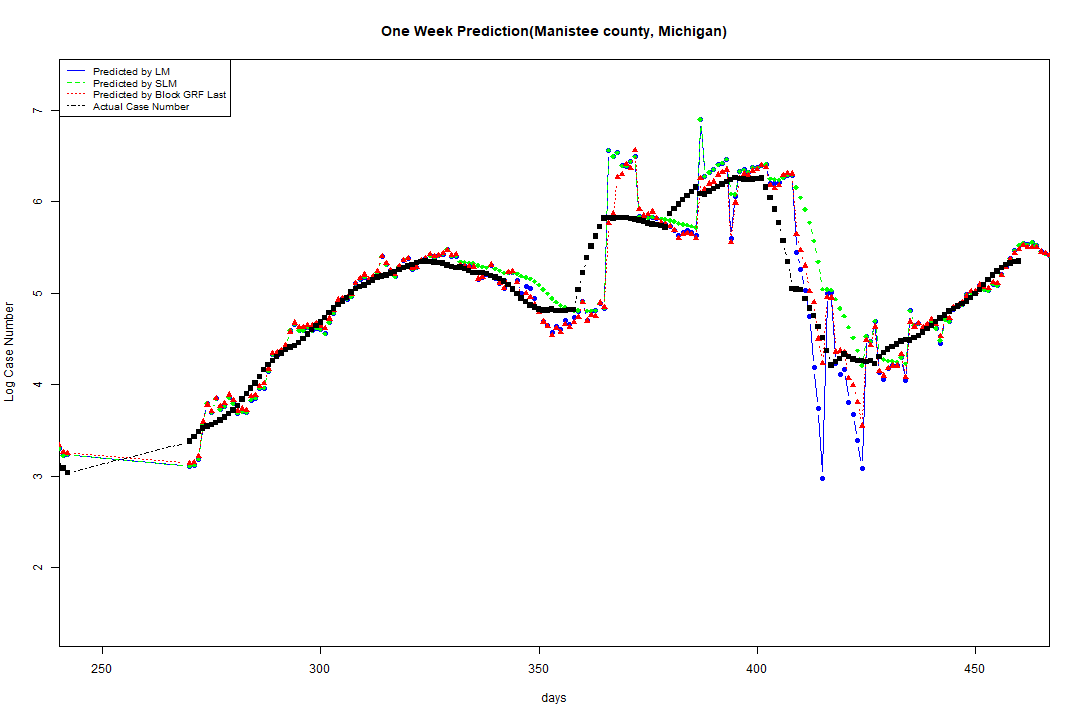 One Week Prediction(Manistee county, Michigan)
Predicted by LM
Predicted by SLM
Predicted by Block GRF Last
Actual Case Number
7
6
5
4
3
2
Log Case Number
250 300 350 400 450
days